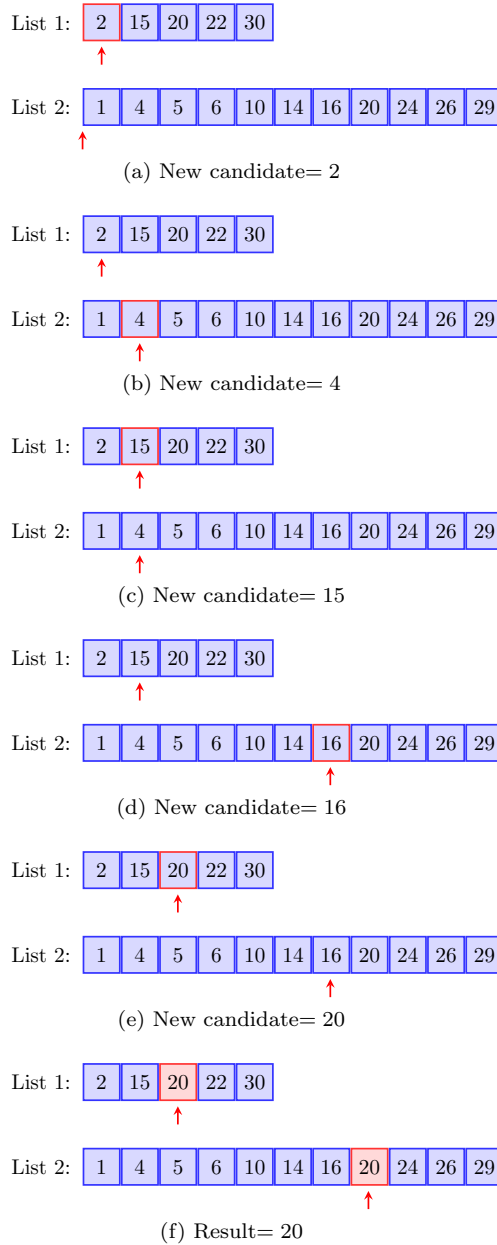 List 1: 2 15 20 22 30
List 2: 1 4 5 6 10 14 16 20 24 26 29
(a) New candidate= 2
List 1: 2 15 20 22 30
List 2: 1 4 5 6 10 14 16 20 24 26 29
(b) New candidate= 4
List 1: 2 15 20 22 30
List 2: 1 4 5 6 10 14 16 20 24 26 29
(c) New candidate= 15
List 1: 2 15 20 22 30
List 2: 1 4 5 6 10 14 16 20 24 26 29
(d) New candidate= 16
List 1: 2 15 20 22 30
List 2: 1 4 5 6 10 14 16 20 24 26 29
(e) New candidate= 20
List 1: 2 15 20 22 30
List 2: 1 4 5 6 10 14 16 20 24 26 29
(f) Result= 20